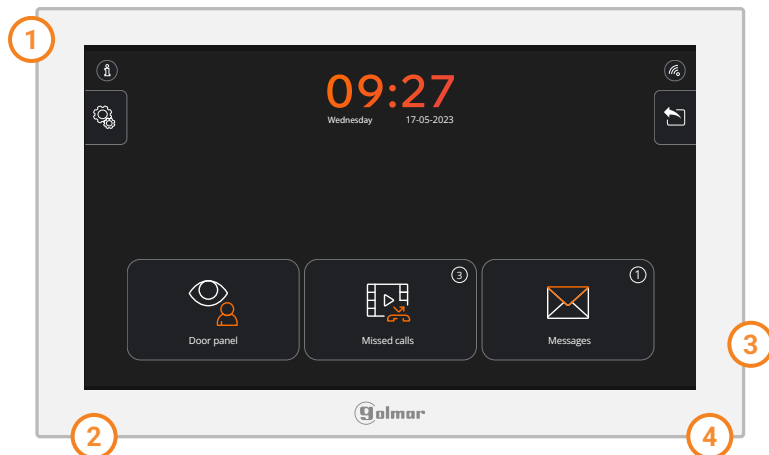 1
09:27
Wednesday 17-05-2023
3 1
Door panel Missed calls Messages
3
golmar
2 4